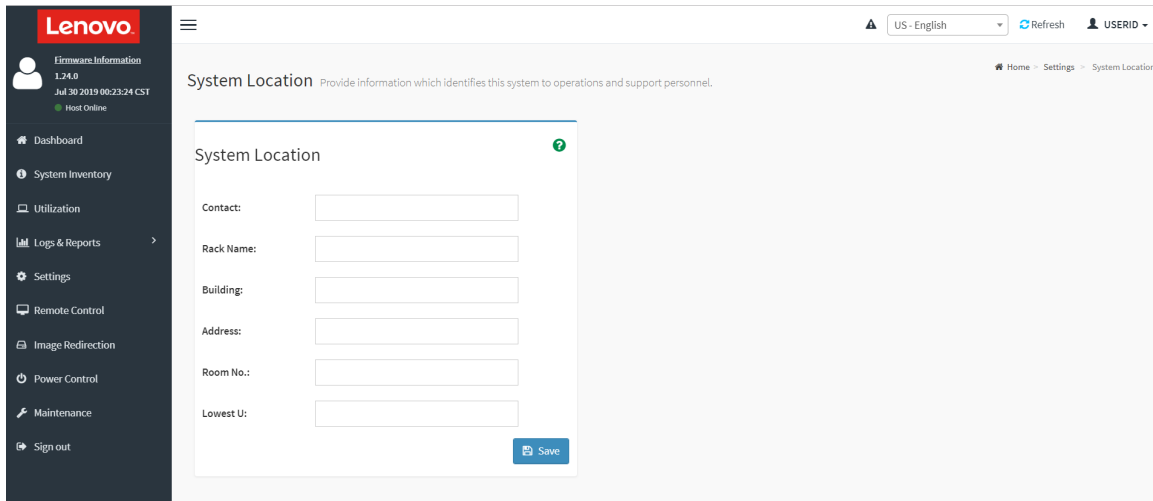 Lenovo
US - English
Refresh
USERID
Firmware Information
1.24.0
Jul 30 2019 00:23:24 CST
Host Online
System Location Provide information which identifies this system to operations and support personnel.
Home > Settings > System Location
Dashboard
System Inventory
Utilization
Logs & Reports
Settings
Remote Control
Image Redirection
Power Control
Maintenance
Sign out
System Location
Contact:
Rack Name:
Building:
Address:
Room No.:
Lowest U:
Save